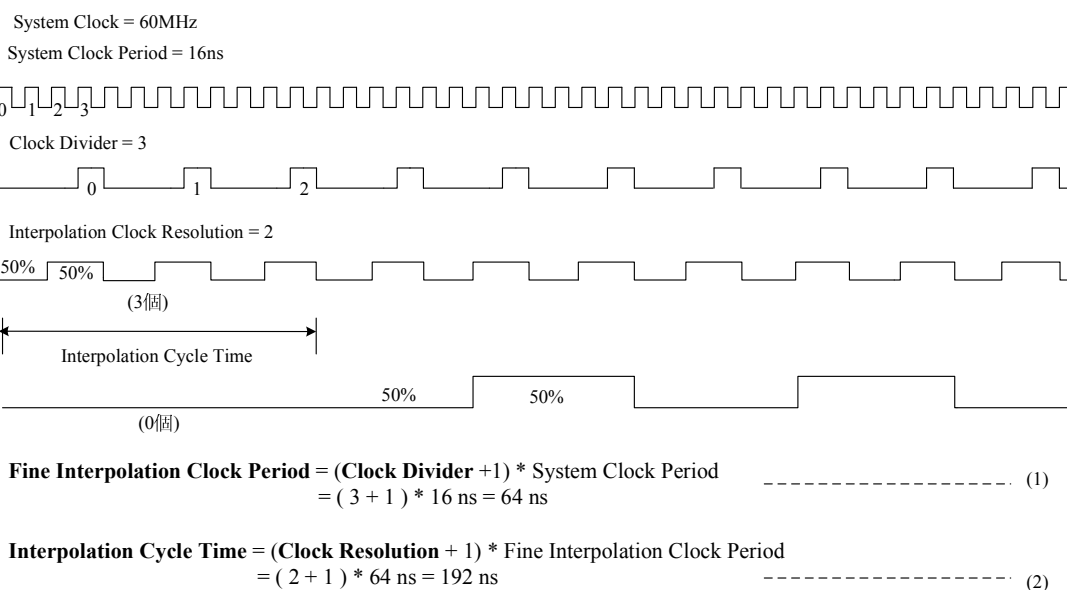 System Clock = 60MHz
System Clock Period = 16ns
0 1 2 3
Clock Divider = 3
0 1 2
Interpolation Clock Resolution = 2
50% 50%
(3個)
Interpolation Cycle Time
50% 50%
(0個)
Fine Interpolation Clock Period = (Clock Divider +1) * System Clock Period (1)
= ( 3 + 1 ) * 16 ns = 64 ns
Interpolation Cycle Time = (Clock Resolution + 1) * Fine Interpolation Clock Period
= ( 2 + 1 ) * 64 ns = 192 ns (2)